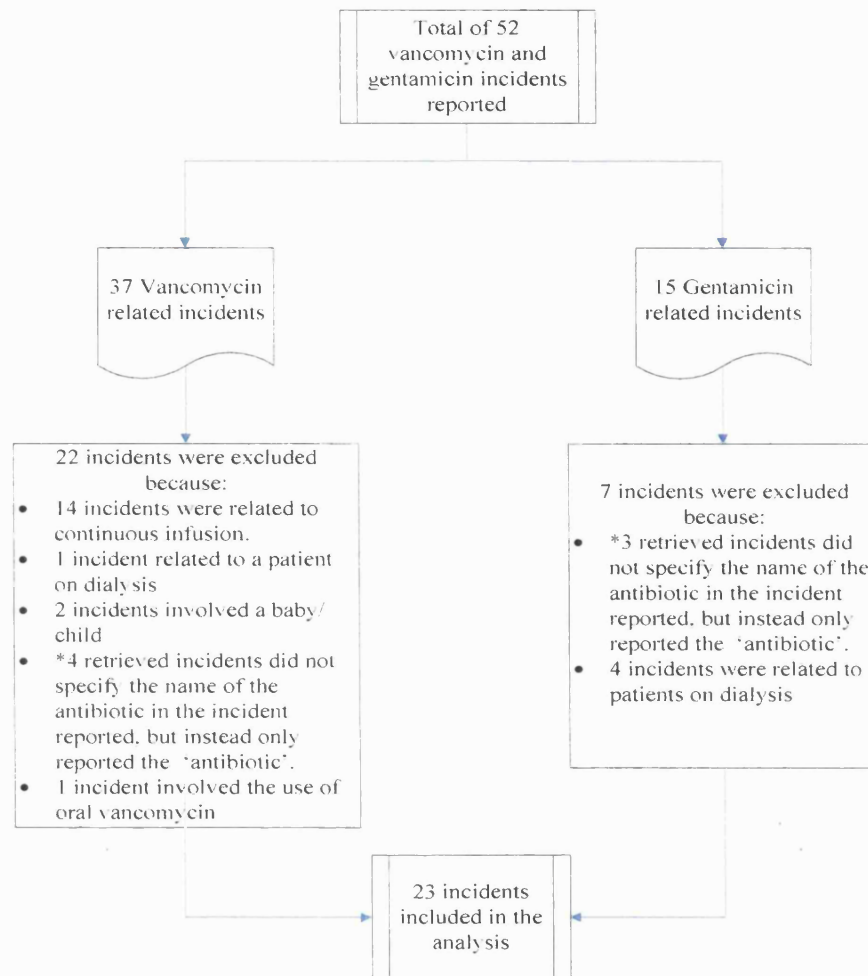 Total of 52
vancomycin and
gentamicin incidents
reported
37 Vancomycin
related incidents
15 Gentamicin
related incidents
22 incidents were excluded
because:
• 14 incidents were related to
continuous infusion.
• 1 incident related to a patient
on dialysis
• 2 incidents involved a baby/
child
• *4 retrieved incidents did not
specify the name of the
antibiotic in the incident
reported, but instead only
reported the 'antibiotic'.
• 1 incident involved the use of
oral vancomycin
7 incidents were excluded
because:
• *3 retrieved incidents did
not specify the name of the
antibiotic in the incident
reported, but instead only
reported the 'antibiotic'.
• 4 incidents were related to
patients on dialysis
23 incidents
included in the
analysis